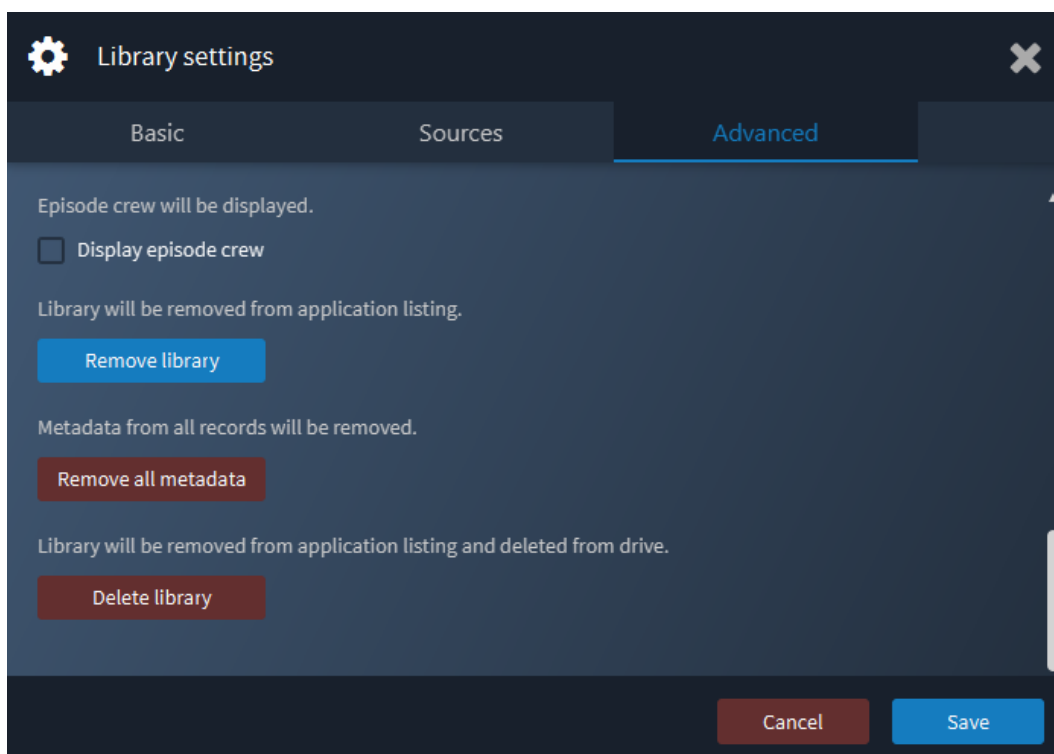 Library settings
Basic
Sources
Advanced
Episode crew will be displayed.
Display episode crew
Library will be removed from application listing.
Remove library
Metadata from all records will be removed.
Remove all metadata
Library will be removed from application listing and deleted from drive.
Delete library
Cancel
Save